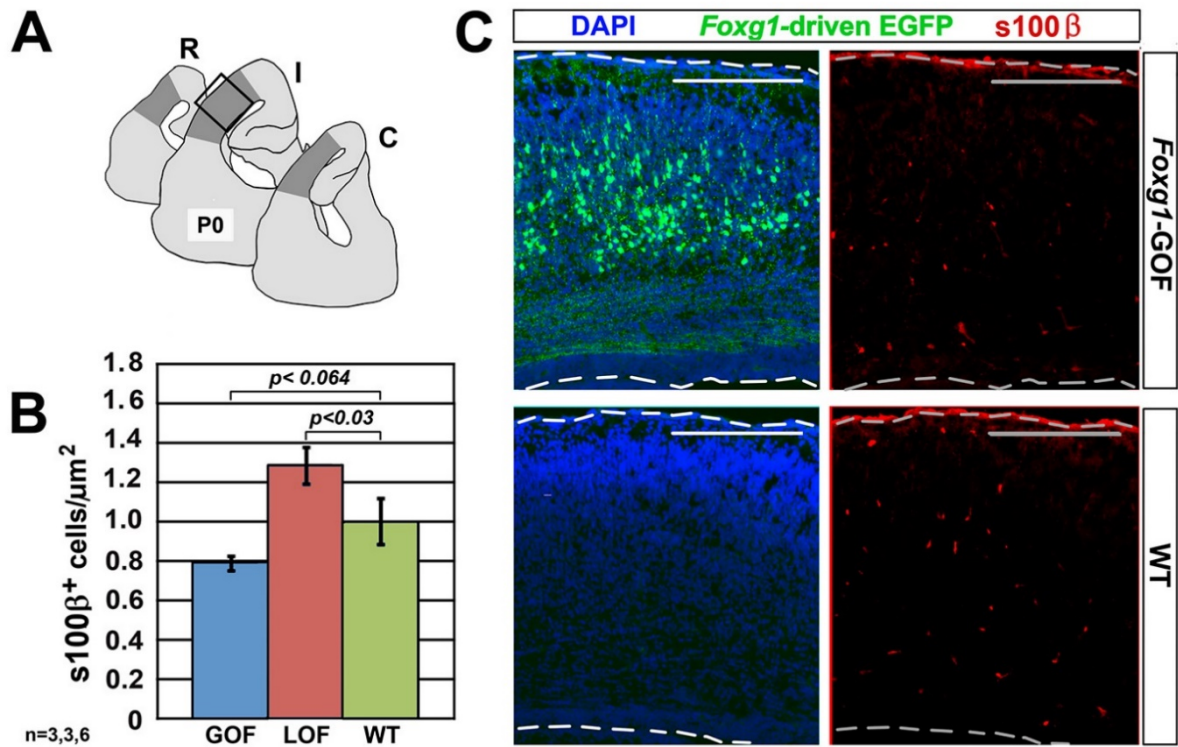 A
R
I
C
P0
B
1.8
1.6
1.4
1.2
1.0
0.8
0.6
0.4
0.2
0
s100β+ cells/µm²
p< 0.064
p<0.03
GOF LOF WT
n=3,3,6
C
DAPI Foxg1-driven EGFP s100β
Foxg1-GOF
WT